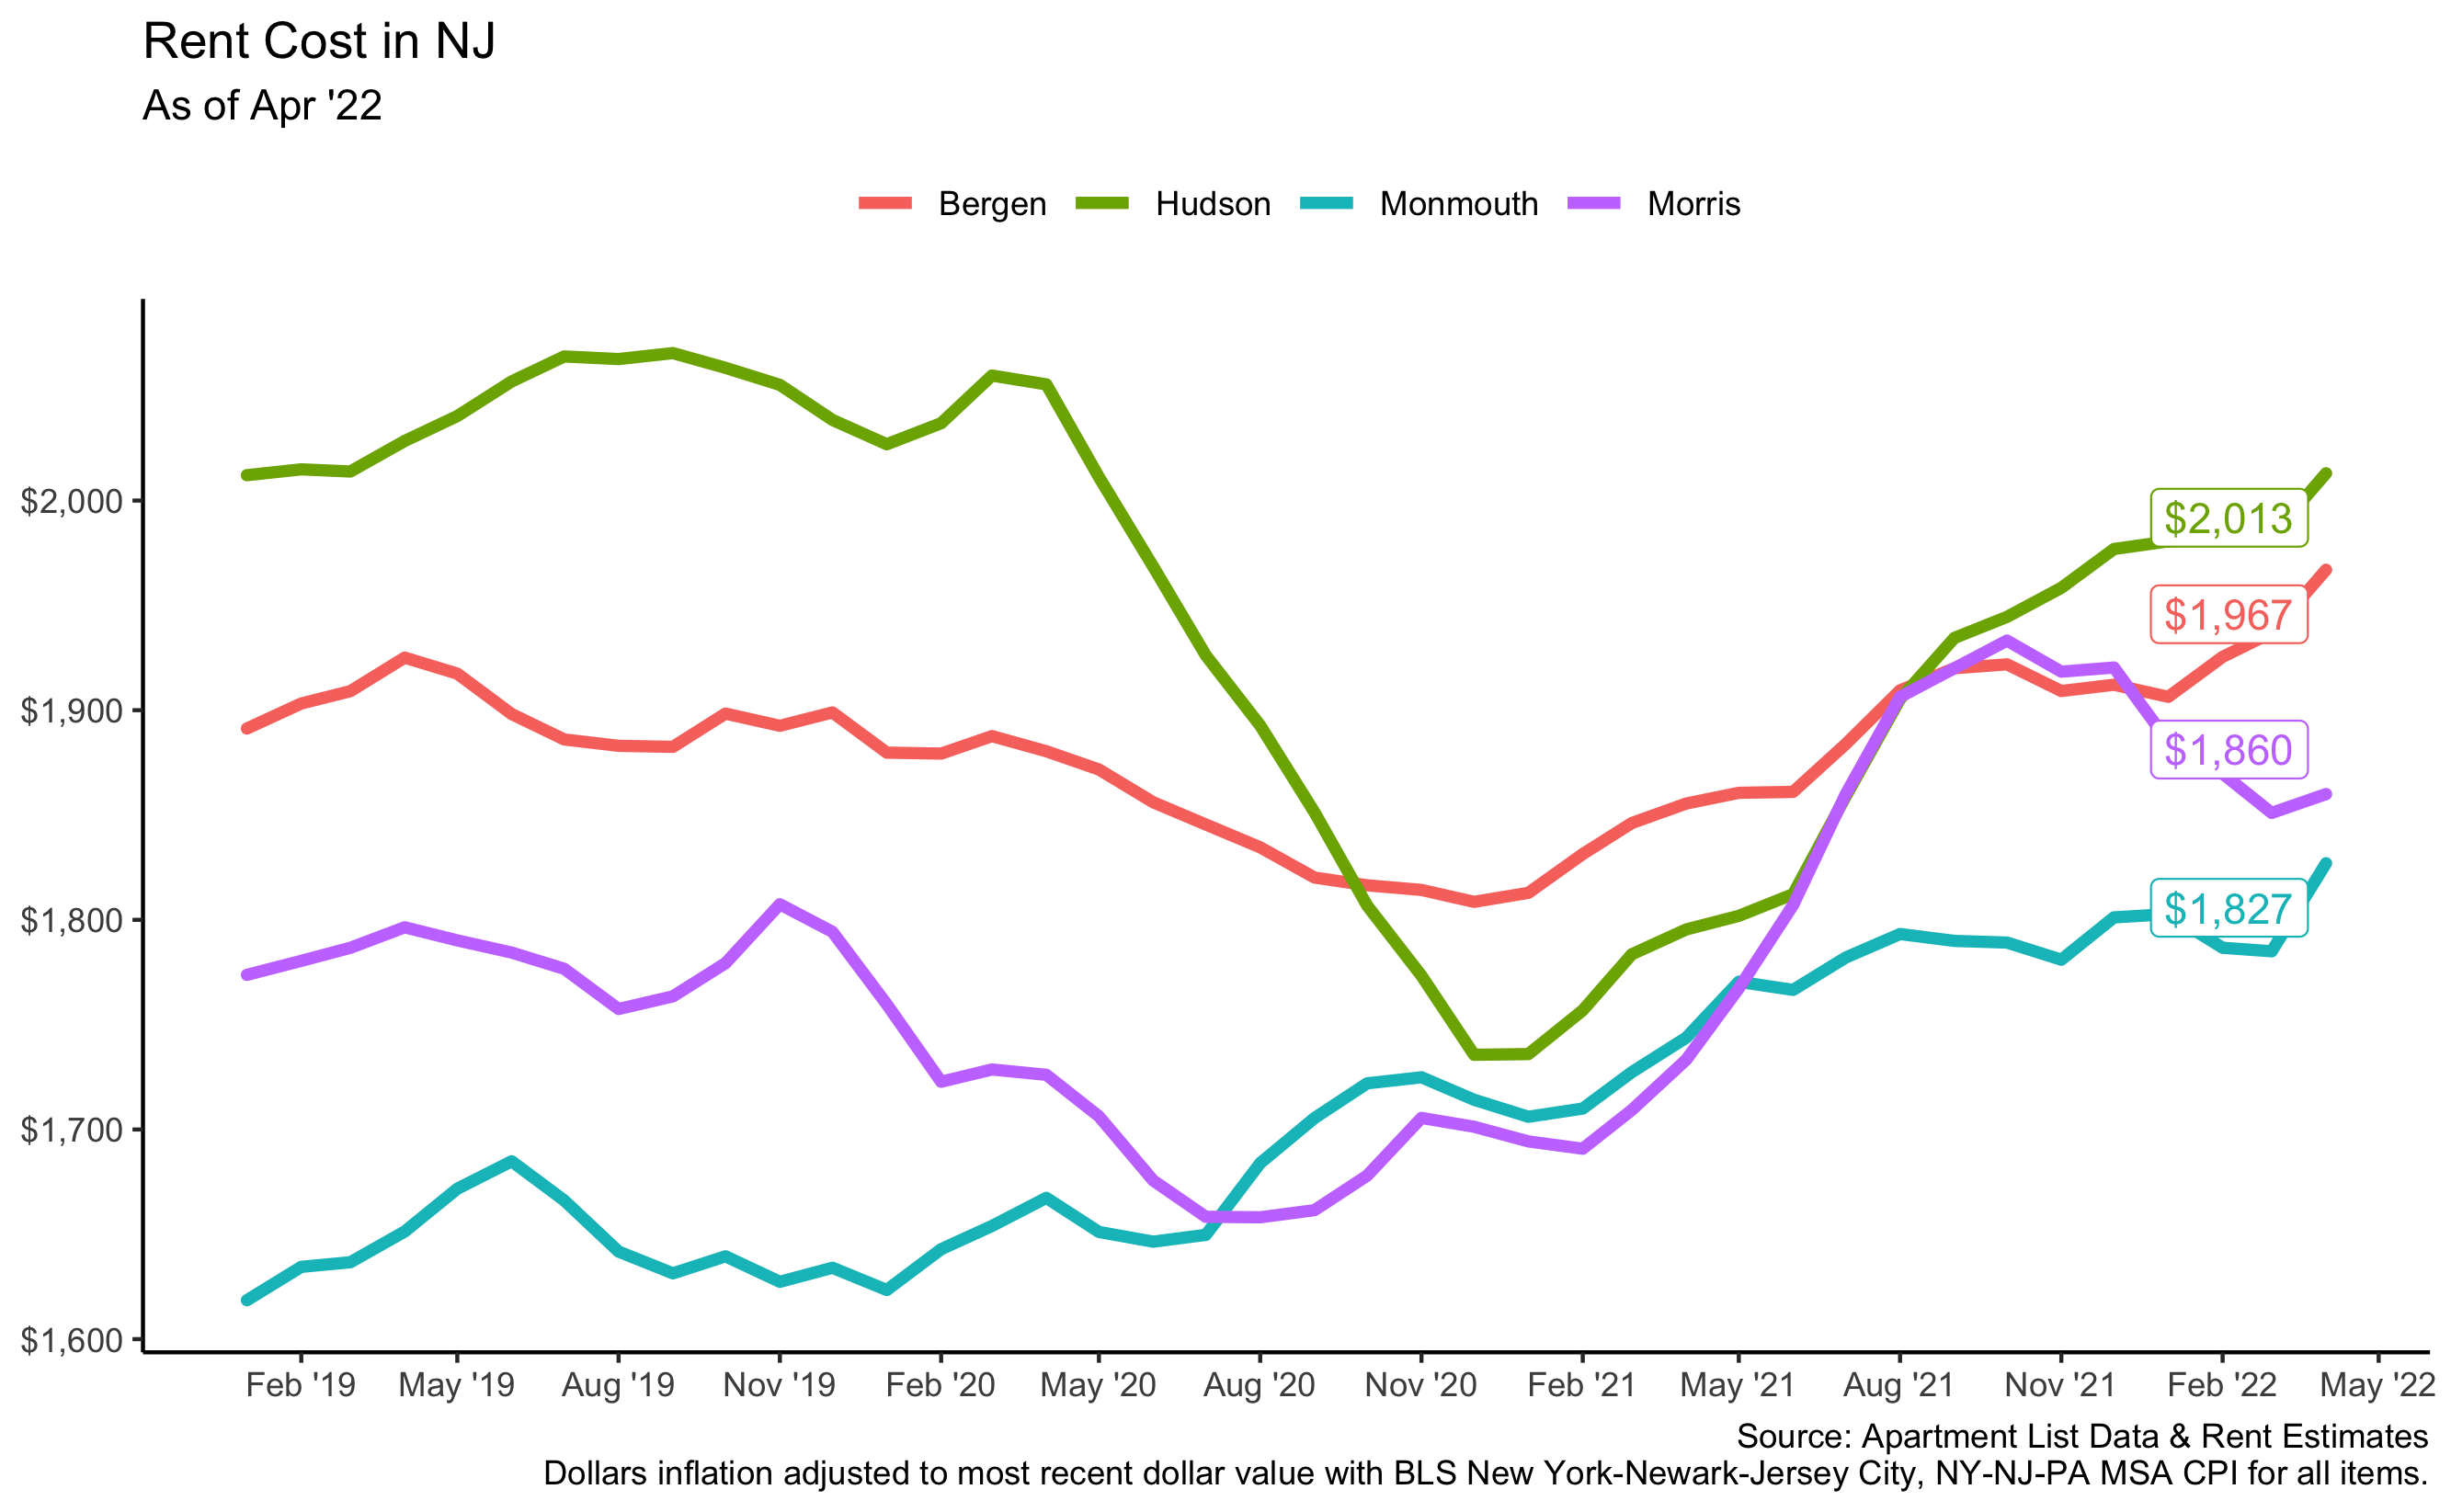 Rent Cost in NJ
As of Apr '22
Bergen Hudson Monmouth Morris
$2,000
$1,900
$1,800
$1,700
$1,600
$2,013
$1,967
$1,860
$1,827
Feb '19 May '19 Aug '19 Nov '19 Feb '20 May '20 Aug '20 Nov '20 Feb '21 May '21 Aug '21 Nov '21 Feb '22 May '22
Source: Apartment List Data & Rent Estimates
Dollars inflation adjusted to most recent dollar value with BLS New York-Newark-Jersey City, NY-NJ-PA MSA CPI for all items.